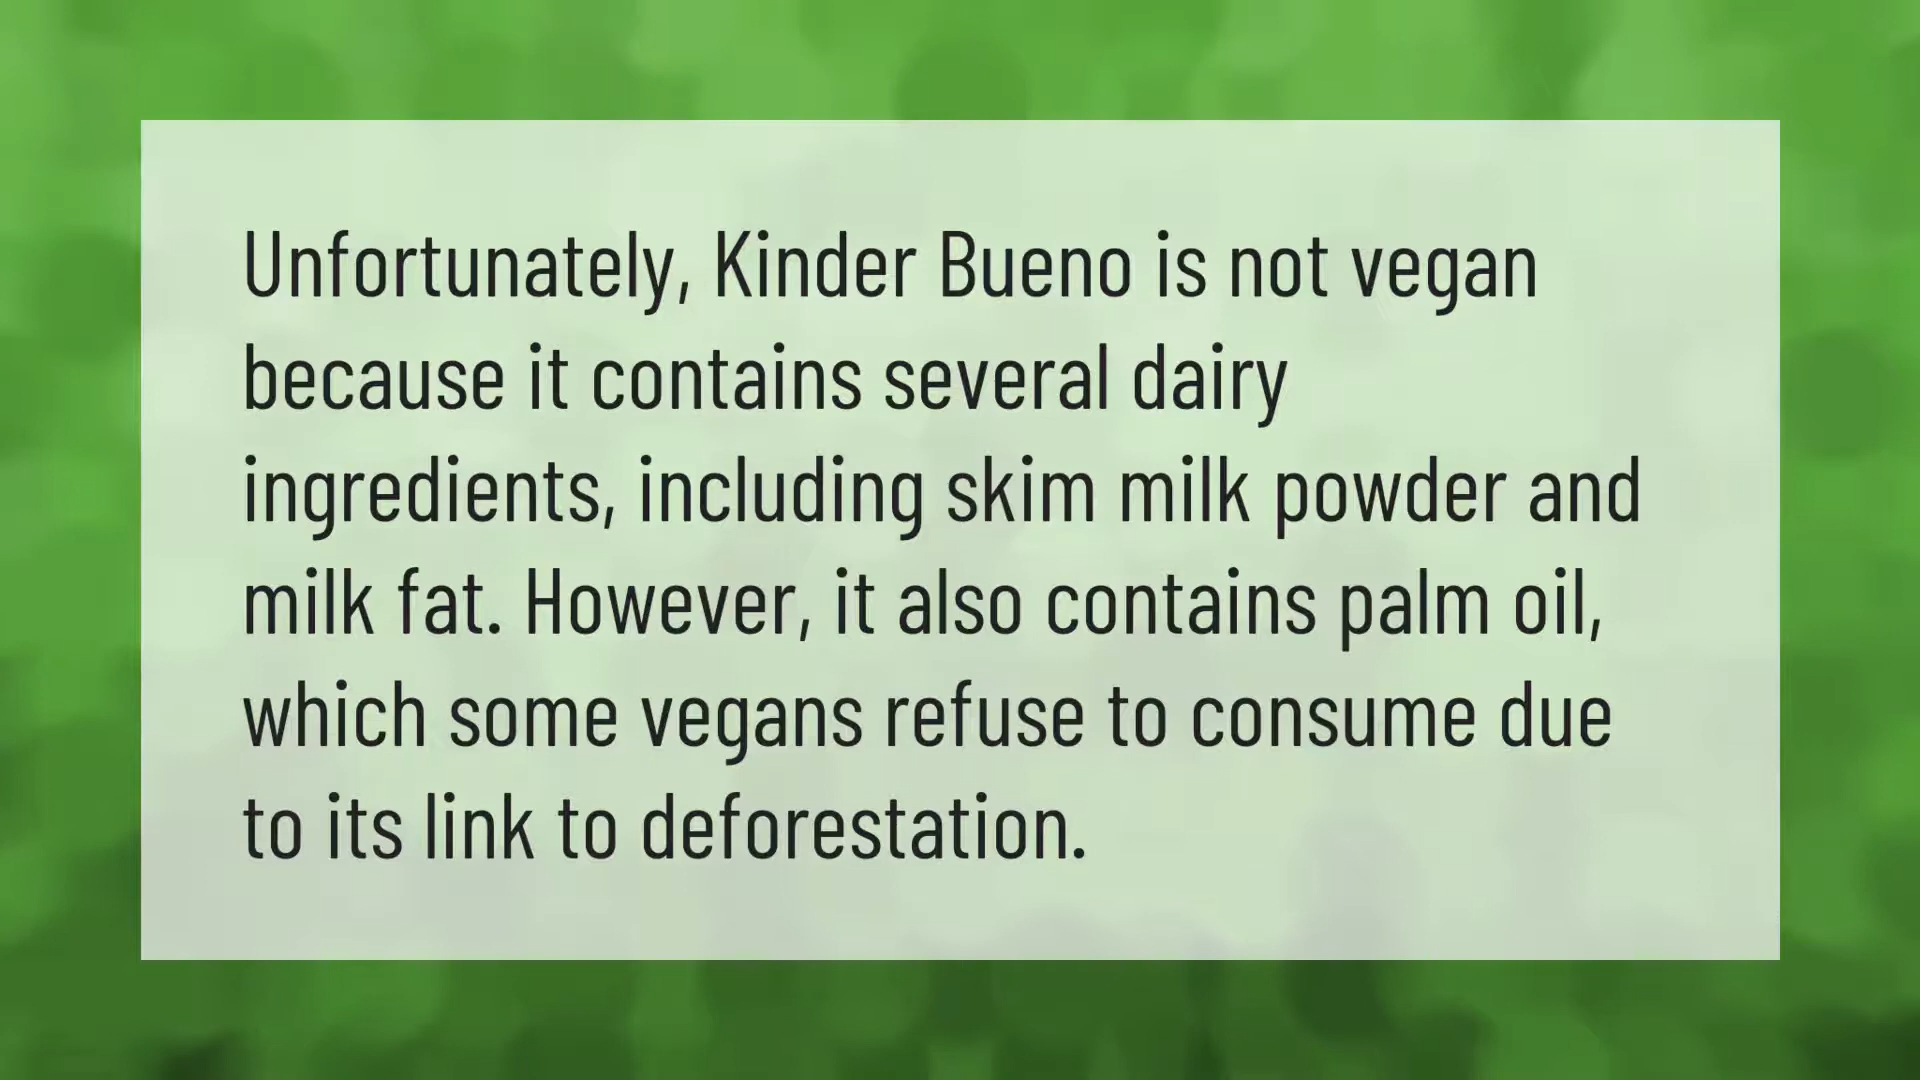 Unfortunately, Kinder Bueno is not vegan
because it contains several dairy
ingredients, including skim milk powder and
milk fat. However, it also contains palm oil,
which some vegans refuse to consume due
to its link to deforestation.